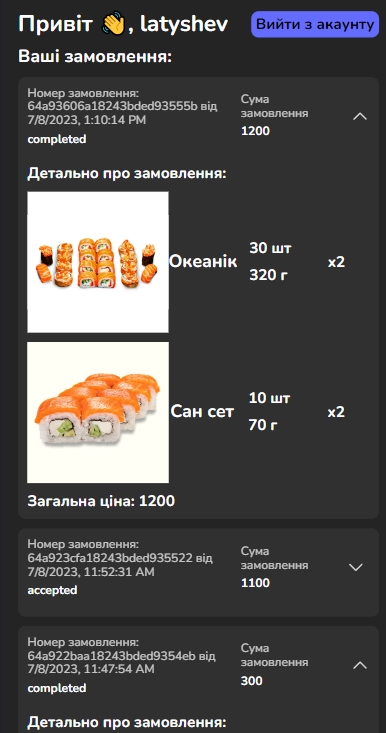 Привіт 👋, latyshev
Вийти з акаунту
Ваші замовлення:
Номер замовлення:
64a93606a18243bded93555b від
7/8/2023, 1:10:14 PM
completed
Сума
замовлення
1200
Детально про замовлення:
Океанік
30 шт
320 г
x2
Сан сет
10 шт
70 г
x2
Загальна ціна: 1200
Номер замовлення:
64a923cfa18243bded935522 від
7/8/2023, 11:52:31 AM
accepted
Сума
замовлення
1100
Номер замовлення:
64a922baa18243bded9354eb від
7/8/2023, 11:47:54 AM
completed
Сума
замовлення
300
Детально про замовлення: